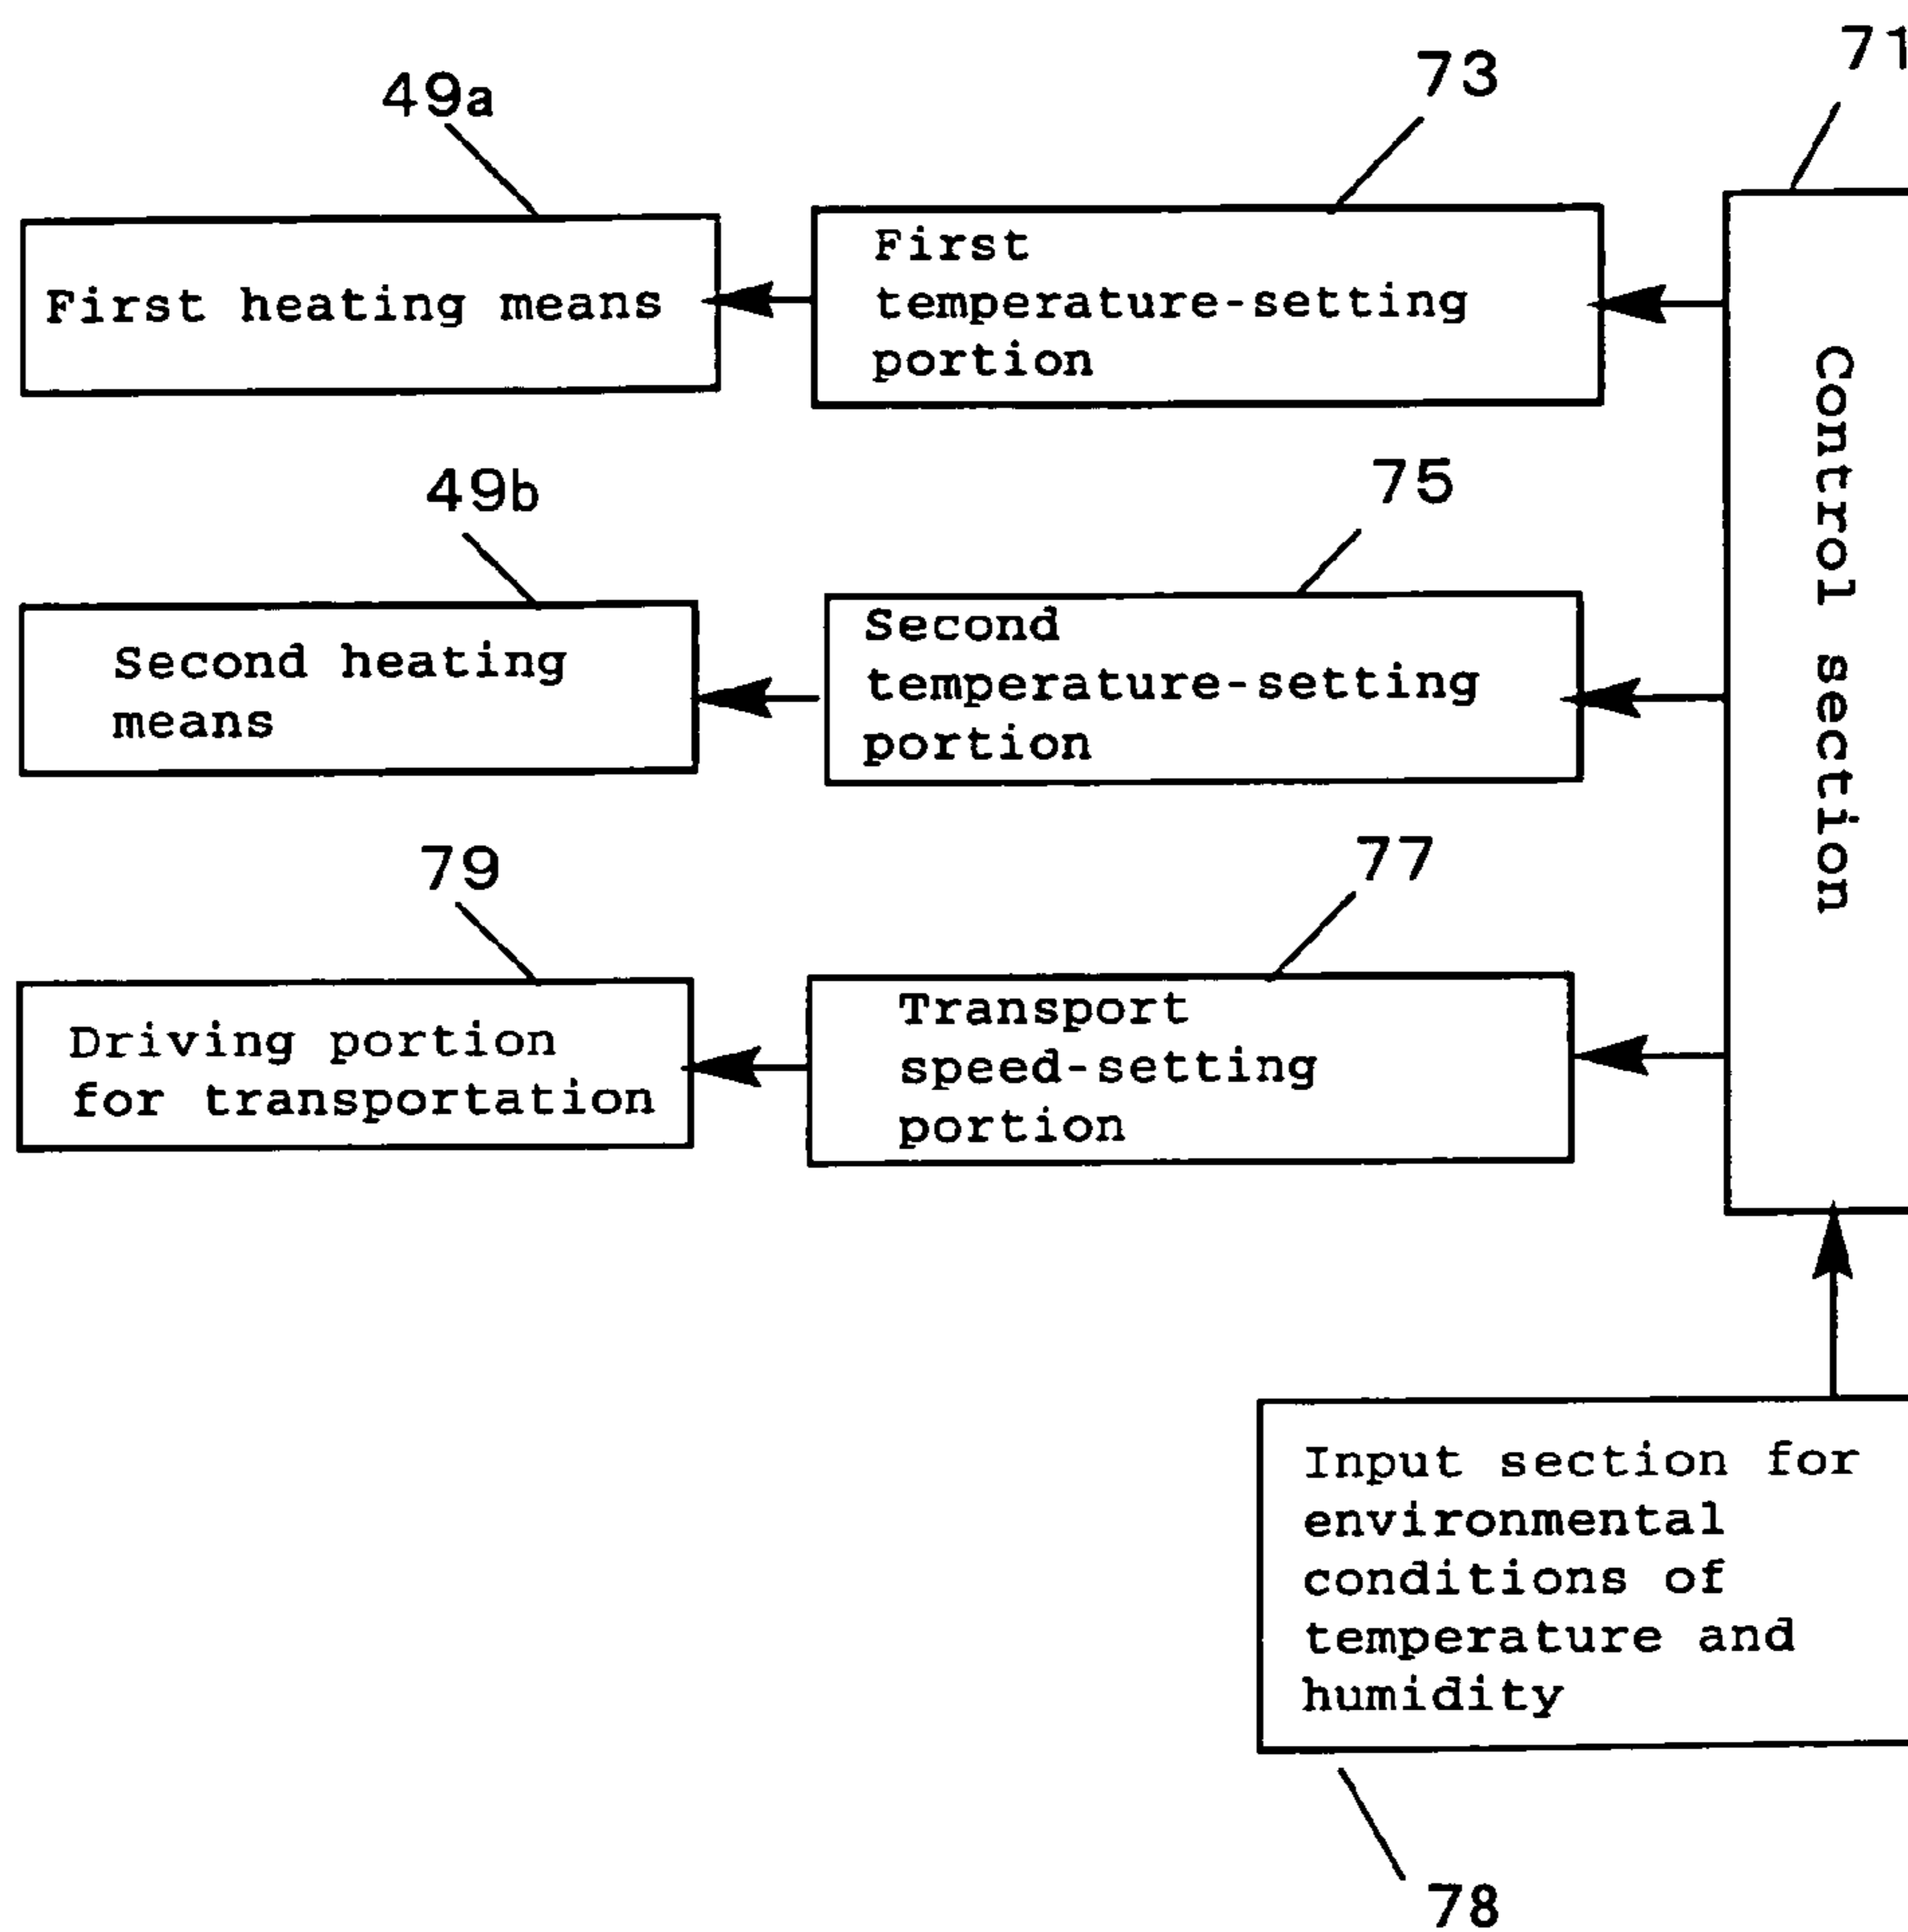 71
73
49a
First heating means
First
temperature-setting
portion
Control section
49b
75
Second heating
means
Second
temperature-setting
portion
79
77
Driving portion
for transportation
Transport
speed-setting
portion
Input section for
environmental
conditions of
temperature and
humidity
78